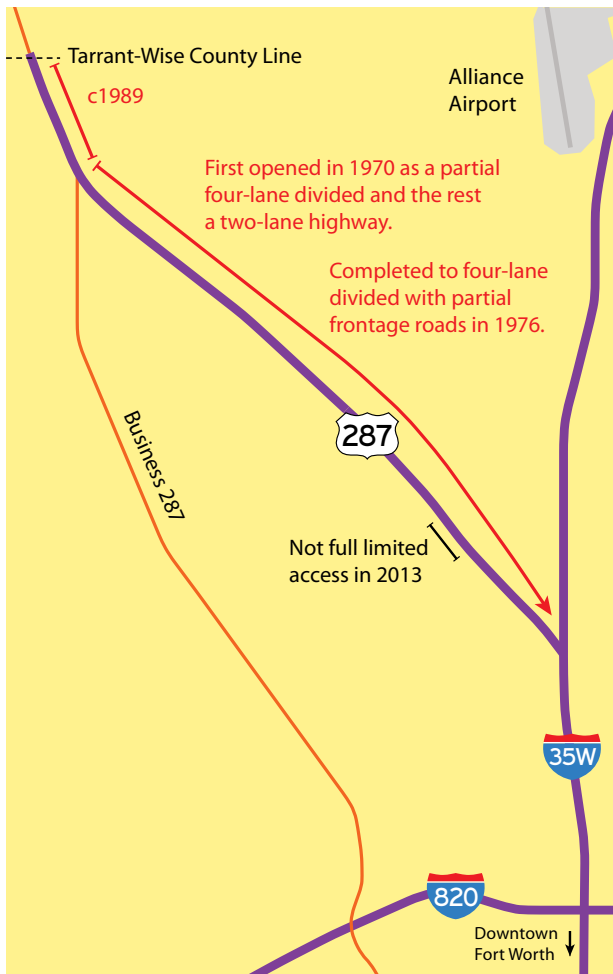 Tarrant-Wise County Line
Alliance
Airport
c1989
First opened in 1970 as a partial
four-lane divided and the rest
a two-lane highway.
Completed to four-lane
divided with partial
frontage roads in 1976.
287
Business 287
Not full limited
access in 2013
35W
820
Downtown
Fort Worth